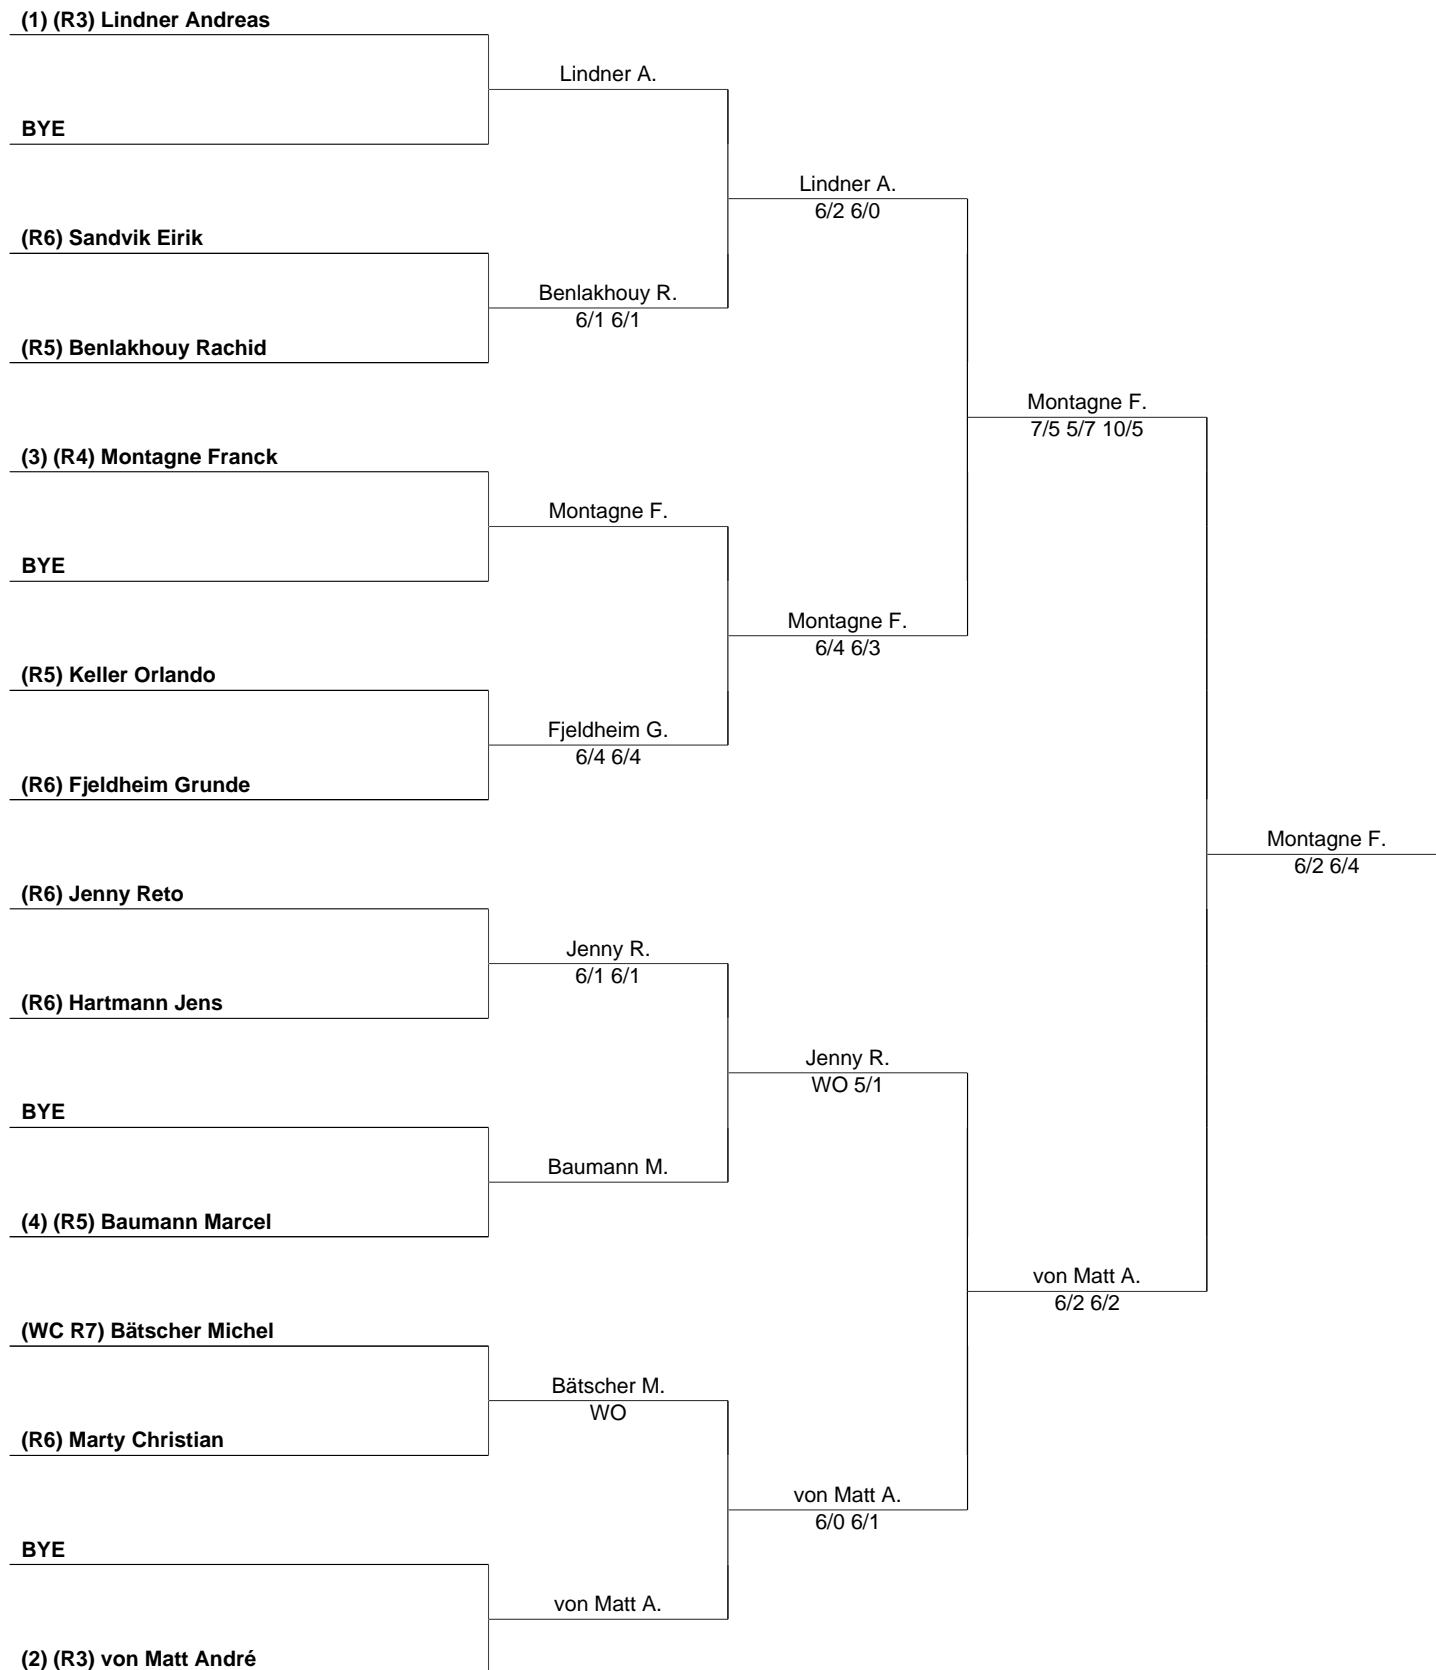 (1) (R3) Lindner Andreas
Lindner A.
BYE
Lindner A.
6/2 6/0
(R6) Sandvik Eirik
Benlakhouy R.
6/1 6/1
(R5) Benlakhouy Rachid
Montagne F.
7/5 5/7 10/5
(3) (R4) Montagne Franck
Montagne F.
BYE
Montagne F.
6/4 6/3
(R5) Keller Orlando
Fjeldheim G.
6/4 6/4
(R6) Fjeldheim Grunde
Montagne F.
6/2 6/4
(R6) Jenny Reto
Jenny R.
6/1 6/1
(R6) Hartmann Jens
Jenny R.
WO 5/1
BYE
Baumann M.
(4) (R5) Baumann Marcel
von Matt A.
6/2 6/2
(WC R7) Bätscher Michel
Bätscher M.
WO
(R6) Marty Christian
von Matt A.
6/0 6/1
BYE
von Matt A.
(2) (R3) von Matt André